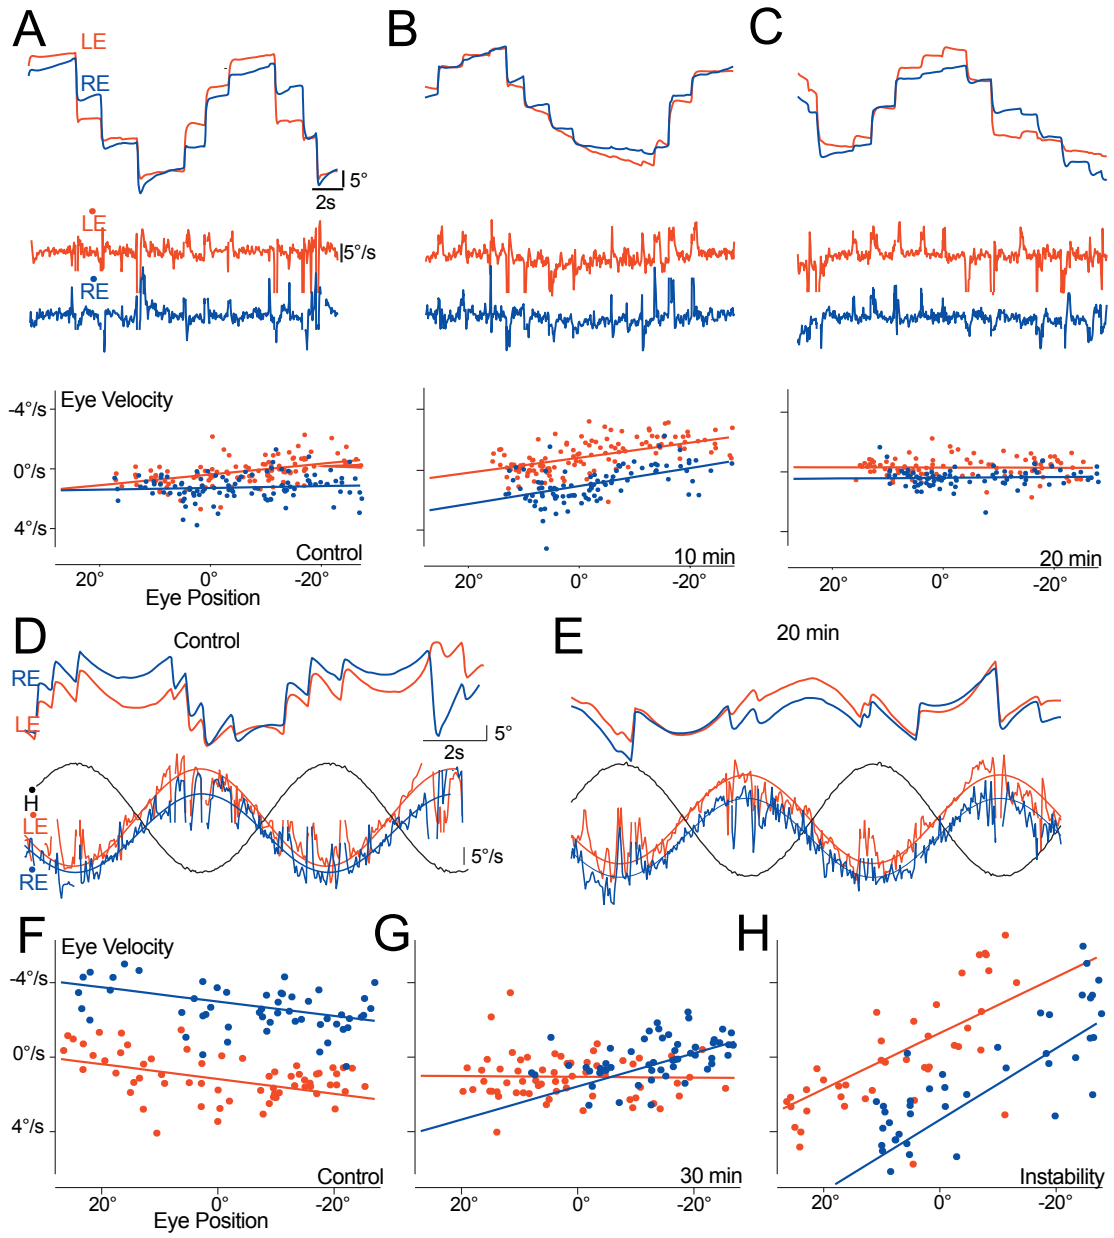 A
B
C
LE
RE
5°
2s
LE
5°/s
RE
Eye Velocity
-4°/s
0°/s
4°/s
Control
10 min
20 min
20°
0°
-20°
20°
0°
-20°
20°
0°
-20°
Eye Position
D
Control
E
20 min
RE
LE
5°
2s
H
LE
RE
5°/s
F
G
H
Eye Velocity
-4°/s
0°/s
4°/s
Control
30 min
Instability
20°
0°
-20°
20°
0°
-20°
20°
0°
-20°
Eye Position